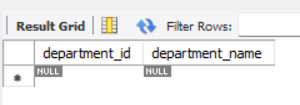 Result Grid Filter Rows:
department_id department_name
NULL NULL